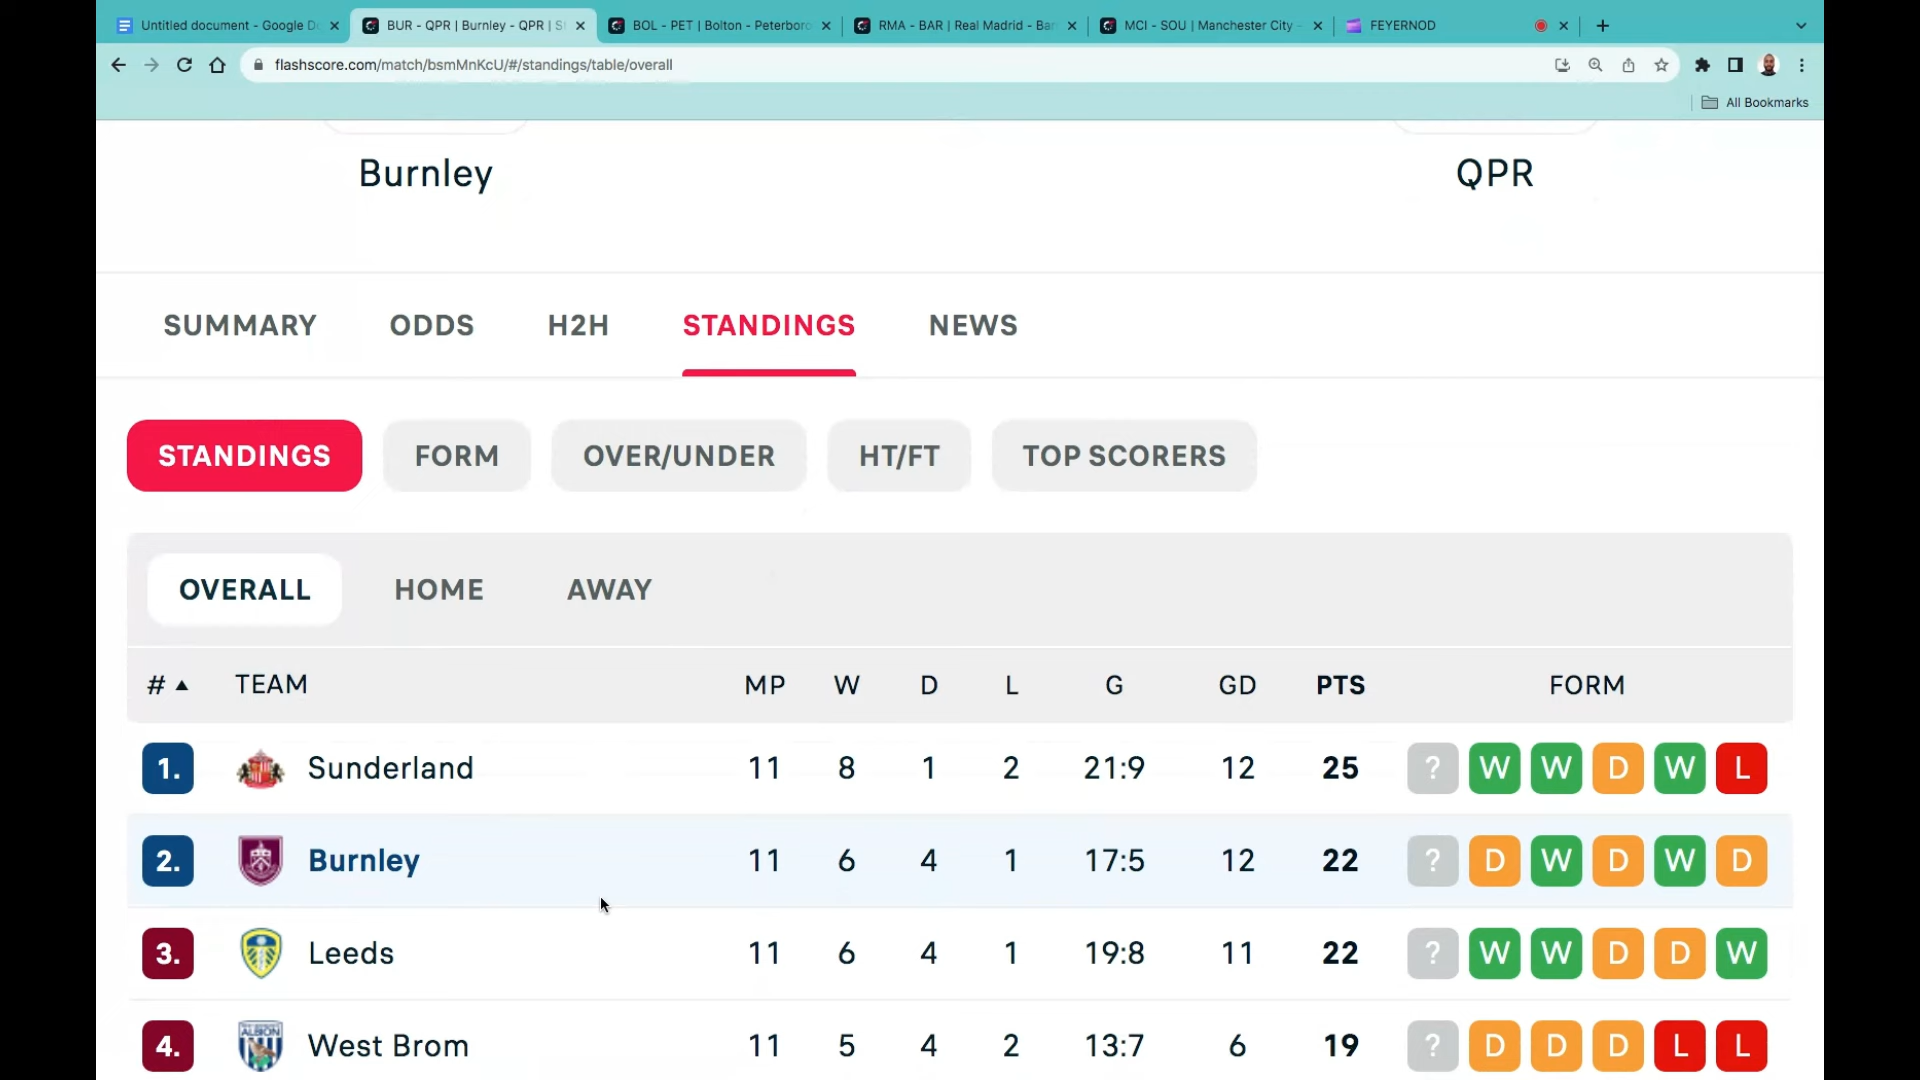 Untitled document - Google D
BUR - QPR | Burnley - QPR | S
BOL - PET | Bolton - Peterboro
RMA - BAR | Real Madrid - Bar
MCI - SOU | Manchester City -
FEYERNOD
flashscore.com/match/bsmMnKcU/#/standings/table/overall
All Bookmarks
Burnley
QPR
SUMMARY ODDS H2H STANDINGS NEWS
STANDINGS FORM OVER/UNDER HT/FT TOP SCORERS
OVERALL HOME AWAY
# TEAM MP W D L G GD PTS FORM
1. Sunderland 11 8 1 2 21:9 12 25 ? W W D W L
2. Burnley 11 6 4 1 17:5 12 22 ? D W D W D
3. Leeds 11 6 4 1 19:8 11 22 ? W W D D W
ALBION
4. West Brom 11 5 4 2 13:7 6 19 ? D D D L L